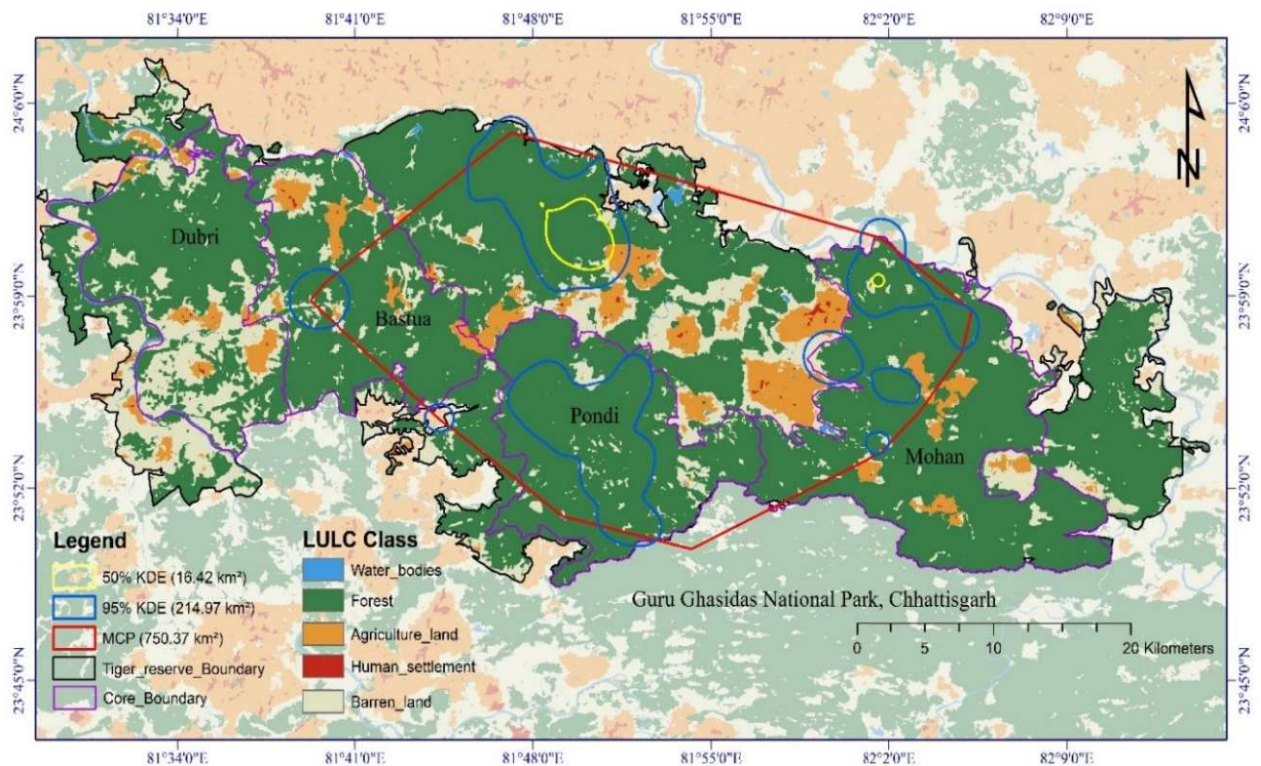 81°34'0"E 81°41'0"E 81°48'0"E 81°55'0"E 82°2'0"E 82°9'0"E
24°6'0"N 24°6'0"N
N
Dubri
23°59'0"N 23°59'0"N
Bastua
Pondi
Mohan
23°52'0"N 23°52'0"N
Legend
50% KDE (16.42 km²)
95% KDE (214.97 km²)
MCP (750.37 km²)
Tiger_reserve_Boundary
Core_Boundary
LULC Class
Water_bodies
Forest
Agriculture_land
Human_settlement
Barren_land
Guru Ghasidas National Park, Chhattisgarh
0 5 10 20 Kilometers
23°45'0"N 23°45'0"N
81°34'0"E 81°41'0"E 81°48'0"E 81°55'0"E 82°2'0"E 82°9'0"E